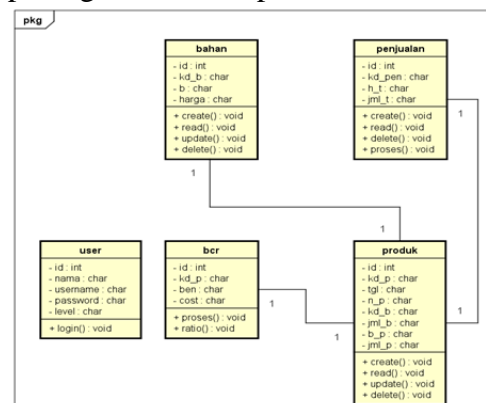 pkg
bahan
- id : int
- kd_b : char
- b : char
- harga : char
+ create() : void
+ read() : void
+ update() : void
+ delete() : void
penjualan
- id : int
- kd_pen : char
- h_t : char
- jml_t : char
+ create() : void
+ read() : void
+ delete() : void
+ proses() : void
1
1
1
user
- id : int
- nama : char
- username : char
- password : char
- level : char
+ login() : void
bcr
- id : int
- kd_p : char
- ben : char
- cost : char
+ proses() : void
+ ratio() : void
1
1
produk
- id : int
- kd_p : char
- tgl : char
- n_p : char
- kd_b : char
- jml_b : char
- b_p : char
- jml_p : char
+ create() : void
+ read() : void
+ update() : void
+ delete() : void
1